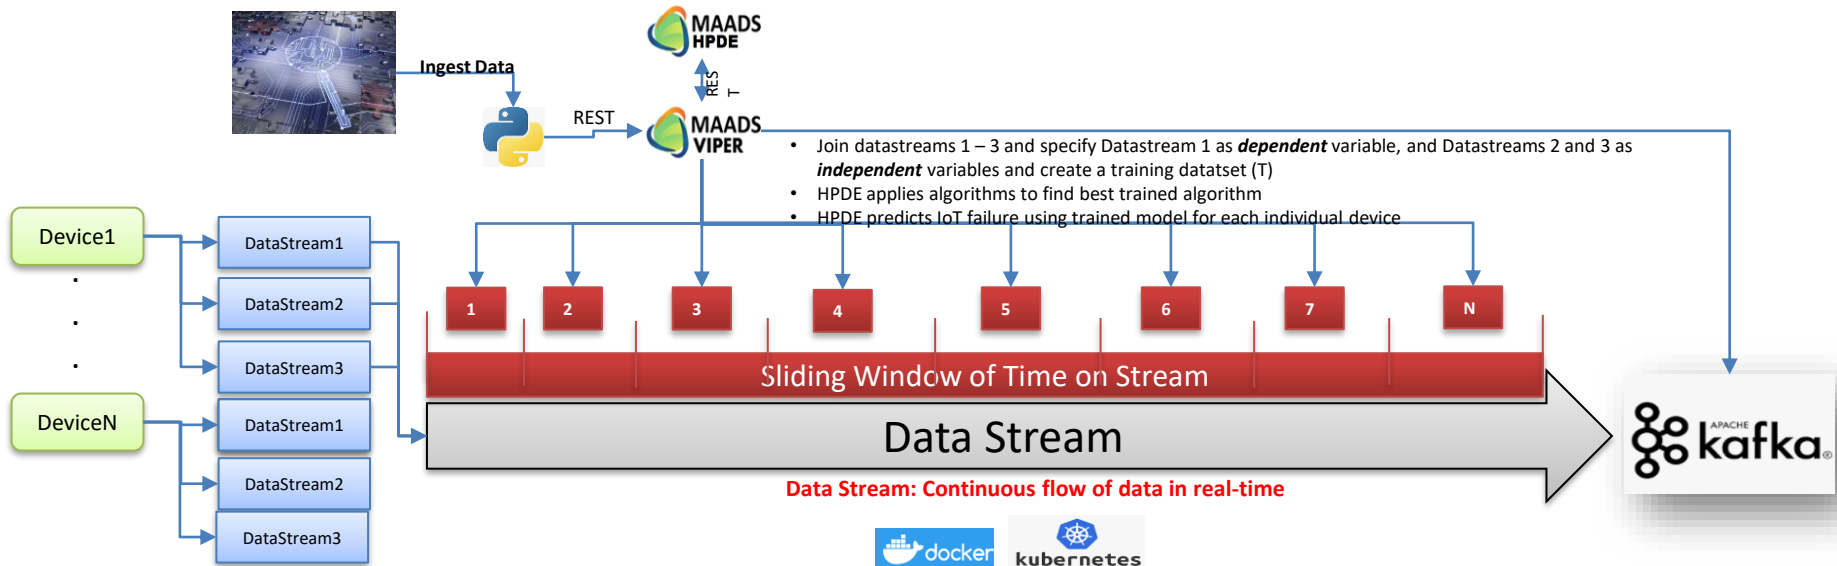 MAADS
HPDE
Ingest Data
RES
T
REST
MAADS
VIPER
• Join datastreams 1 – 3 and specify Datastream 1 as dependent variable, and Datastreams 2 and 3 as
independent variables and create a training datatset (T)
• HPDE applies algorithms to find best trained algorithm
• HPDE predicts IoT failure using trained model for each individual device
Device1
.
.
.
DeviceN
DataStream1
DataStream2
DataStream3
DataStream1
DataStream2
DataStream3
1
2
3
4
5
6
7
N
Sliding Window of Time on Stream
Data Stream
Data Stream: Continuous flow of data in real-time
APACHE
kafka®
docker
kubernetes